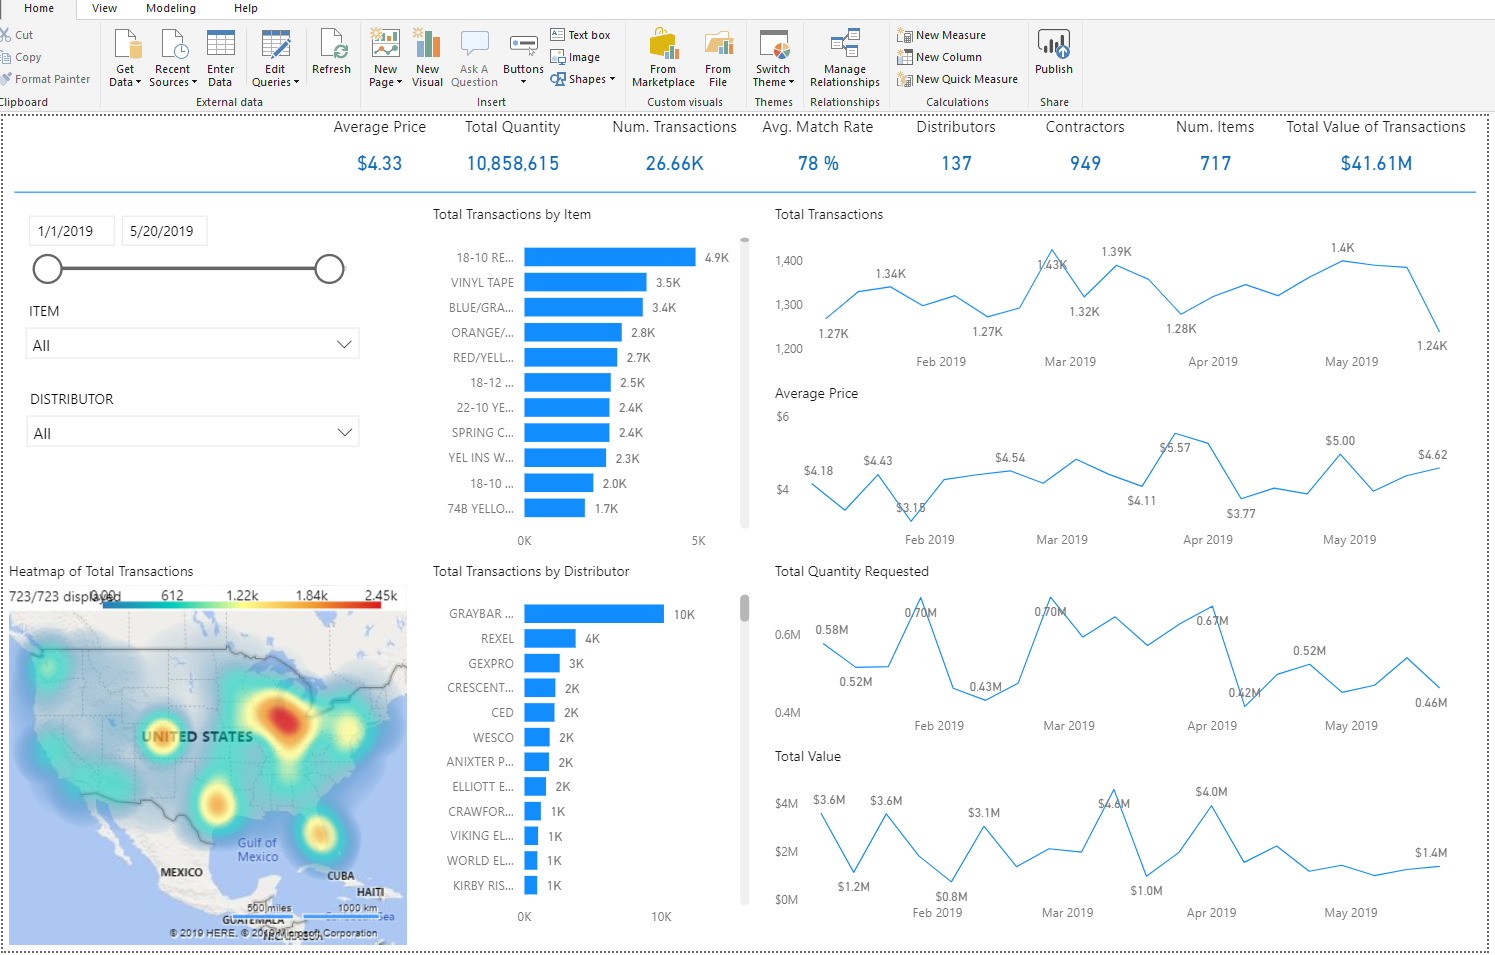 Home View Modeling Help
Cut
Copy
Format Painter
Clipboard
Get Data
Recent Sources
Enter Data
Edit Queries
Refresh
External data
New Page
New Visual
Ask A Question
Buttons
Text box
Image
Shapes
Insert
From Marketplace
From File
Custom visuals
Switch Theme
Themes
Manage Relationships
Relationships
New Measure
New Column
New Quick Measure
Calculations
Publish
Share
Average Price Total Quantity Num. Transactions Avg. Match Rate Distributors Contractors Num. Items Total Value of Transactions
$4.33 10,858,615 26.66K 78 % 137 949 717 $41.61M
1/1/2019 5/20/2019
ITEM
All
DISTRIBUTOR
All
Total Transactions by Item
18-10 RE... 4.9K
VINYL TAPE 3.5K
BLUE/GRA... 3.4K
ORANGE/... 2.8K
RED/YELL... 2.7K
18-12 ... 2.5K
22-10 YE... 2.4K
SPRING C... 2.4K
YEL INS W... 2.3K
18-10 ... 2.0K
74B YELLO... 1.7K
0K 5K
Total Transactions
1,400
1,300
1,200
1.27K 1.34K 1.27K 1.43K 1.32K 1.39K 1.28K 1.4K 1.24K
Feb 2019 Mar 2019 Apr 2019 May 2019
Average Price
$6
$4
$4.18 $4.43 $3.15 $4.54 $4.11 $5.57 $3.77 $5.00 $4.62
Feb 2019 Mar 2019 Apr 2019 May 2019
Heatmap of Total Transactions
723/723 displayed 0.00 612 1.22k 1.84k 2.45k
UNITED STATES
Gulf of
Mexico
MEXICO
CUBA
HAITI
500 miles 1000 km
Caribbean Sea
GUATEMALA
NICARAGUA
© 2019 HERE, © 2019 Microsoft Corporation
Total Transactions by Distributor
GRAYBAR ... 10K
REXEL 4K
GEXPRO 3K
CRESCENT... 2K
CED 2K
WESCO 2K
ANIXTER P... 2K
ELLIOTT E... 2K
CRAWFOR... 1K
VIKING EL... 1K
WORLD EL... 1K
KIRBY RIS... 1K
0K 10K
Total Quantity Requested
0.6M
0.4M
0.58M 0.52M 0.70M 0.43M 0.70M 0.67M 0.42M 0.52M 0.46M
Feb 2019 Mar 2019 Apr 2019 May 2019
Total Value
$4M
$2M
$0M
$3.6M $1.2M $3.6M $0.8M $3.1M $4.6M $1.0M $4.0M $1.4M
Feb 2019 Mar 2019 Apr 2019 May 2019